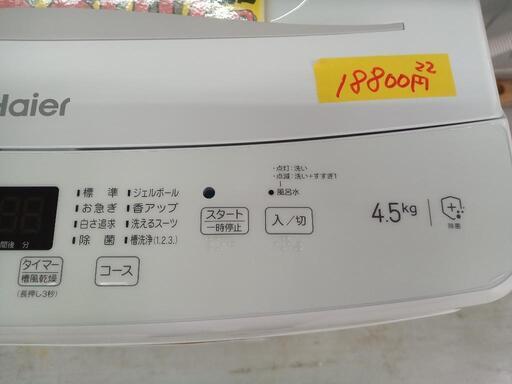 22
18800円
Haier
・点灯:洗い
・点滅:洗い+すすぎ1
風呂水
標準
お急ぎ
白さ追求
除菌
ジェルボール
香アップ
洗えるスーツ
槽洗浄(1.2.3.)
スタート
一時停止
入/切
4.5kg
除菌
間後 分
タイマー
槽風乾燥
(長押し3秒)
コース